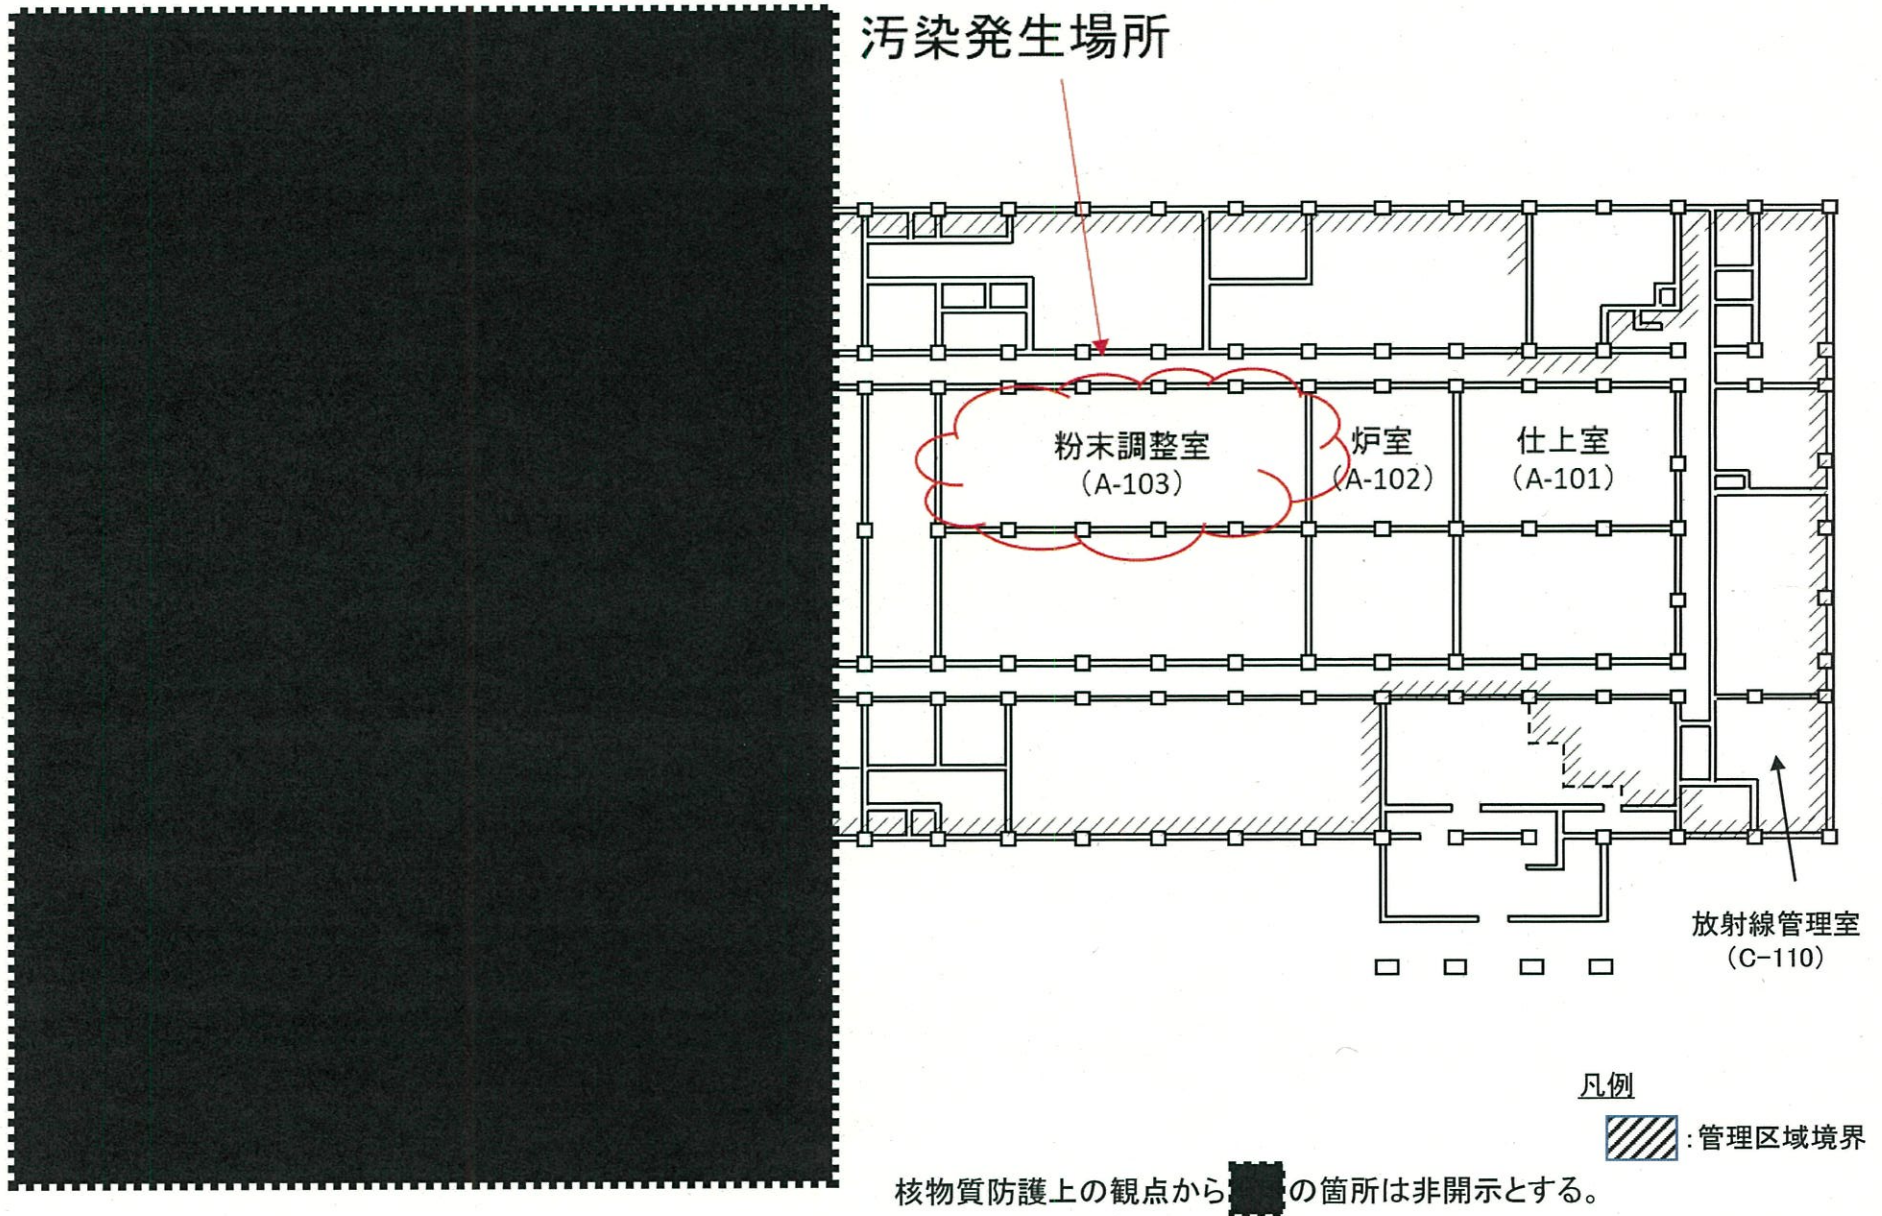 汚染発生場所
粉末調整室
(A-103)
炉室
(A-102)
仕上室
(A-101)
放射線管理室
(C-110)
凡例
：管理区域境界
核物質防護上の観点から の箇所は非開示とする。